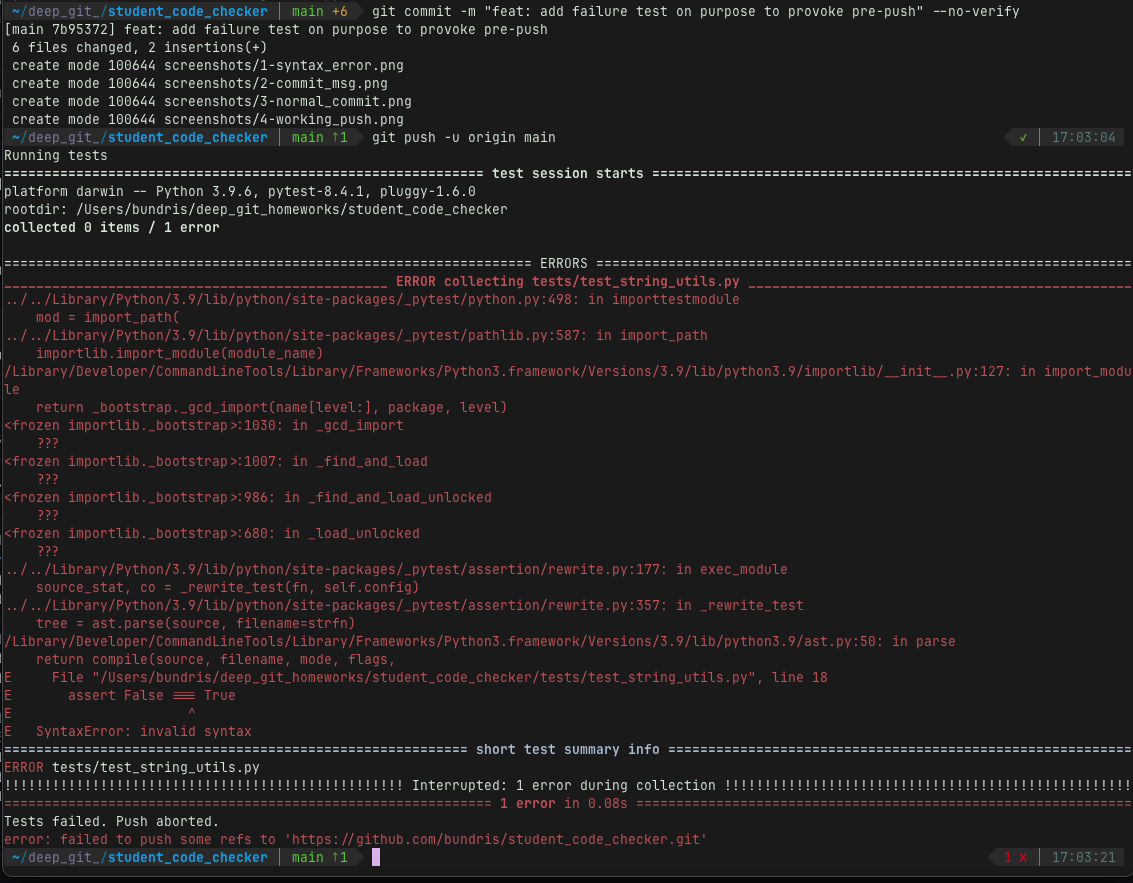 ~/deep_git_/student_code_checker main +6 git commit -m "feat: add failure test on purpose to provoke pre-push" --no-verify
[main 7b95372] feat: add failure test on purpose to provoke pre-push
6 files changed, 2 insertions(+)
create mode 100644 screenshots/1-syntax_error.png
create mode 100644 screenshots/2-commit_msg.png
create mode 100644 screenshots/3-normal_commit.png
create mode 100644 screenshots/4-working_push.png
~/deep_git_/student_code_checker main ↑1 git push -u origin main ✓ 17:03:04
Running tests
============================================================ test session starts ============================================================
platform darwin -- Python 3.9.6, pytest-8.4.1, pluggy-1.6.0
rootdir: /Users/bundris/deep_git_homeworks/student_code_checker
collected 0 items / 1 error
================================================================== ERRORS ===================================================================
________________________________________________ ERROR collecting tests/test_string_utils.py ________________________________________________
../../Library/Python/3.9/lib/python/site-packages/_pytest/python.py:498: in importtestmodule
mod = import_path(
../../Library/Python/3.9/lib/python/site-packages/_pytest/pathlib.py:587: in import_path
importlib.import_module(module_name)
/Library/Developer/CommandLineTools/Library/Frameworks/Python3.framework/Versions/3.9/lib/python3.9/importlib/__init__.py:127: in import_modu
le
return _bootstrap._gcd_import(name[level:], package, level)
<frozen importlib._bootstrap>:1030: in _gcd_import
???
<frozen importlib._bootstrap>:1007: in _find_and_load
???
<frozen importlib._bootstrap>:986: in _find_and_load_unlocked
???
<frozen importlib._bootstrap>:680: in _load_unlocked
???
../../Library/Python/3.9/lib/python/site-packages/_pytest/assertion/rewrite.py:177: in exec_module
source_stat, co = _rewrite_test(fn, self.config)
../../Library/Python/3.9/lib/python/site-packages/_pytest/assertion/rewrite.py:357: in _rewrite_test
tree = ast.parse(source, filename=strfn)
/Library/Developer/CommandLineTools/Library/Frameworks/Python3.framework/Versions/3.9/lib/python3.9/ast.py:50: in parse
return compile(source, filename, mode, flags,
E File "/Users/bundris/deep_git_homeworks/student_code_checker/tests/test_string_utils.py", line 18
E assert False === True
E ^
E SyntaxError: invalid syntax
========================================================== short test summary info ==========================================================
ERROR tests/test_string_utils.py
!!!!!!!!!!!!!!!!!!!!!!!!!!!!!!!!!!!!!!!!!!!!!!!!!! Interrupted: 1 error during collection !!!!!!!!!!!!!!!!!!!!!!!!!!!!!!!!!!!!!!!!!!!!!!!!!!!
============================================================= 1 error in 0.08s ==============================================================
Tests failed. Push aborted.
error: failed to push some refs to 'https://github.com/bundris/student_code_checker.git'
~/deep_git_/student_code_checker main ↑1 1 x 17:03:21